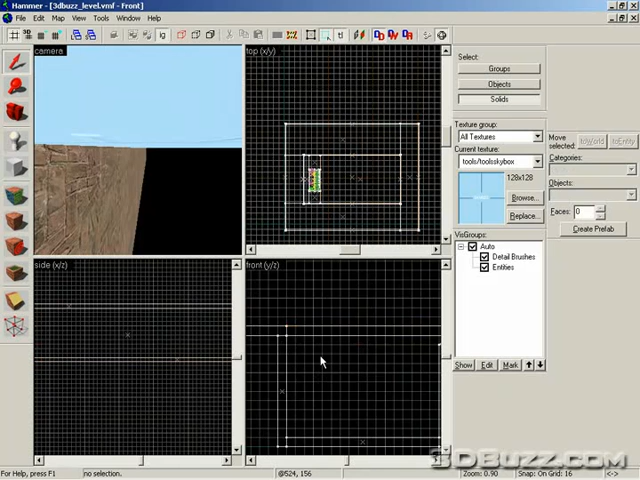 Hammer - [3dbuzz_level.vmf - Front]
File Edit Map View Tools Window Help
camera
top (x/y)
side (x/z)
front (y/z)
Select:
Groups
Objects
Solids
Texture group:
All Textures
Current texture:
tools/toolsskybox
128x128
Browse...
Replace...
VisGroups:
Auto
Detail Brushes
Entities
Show Edit Mark
Move selected:
toWorld toEntity
Categories:
Objects:
Faces: 0
Create Prefab
3DBUZZ.COM
For Help, press F1
no selection.
@524, 156
Zoom: 0.90
Snap: On Grid: 16
<->